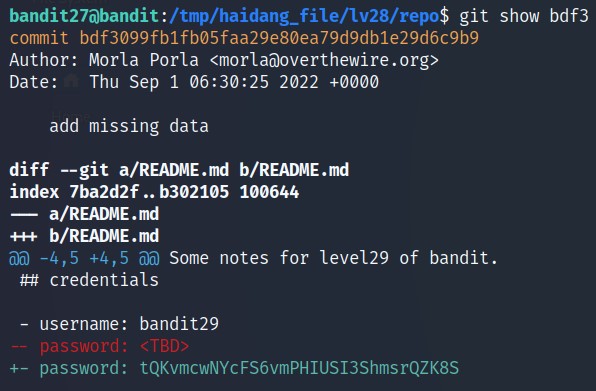 bandit27@bandit:/tmp/haidang_file/lv28/repo$ git show bdf3
commit bdf3099fb1fb05faa29e80ea79d9db1e29d6c9b9
Author: Morla Porla <morla@overthewire.org>
Date: Thu Sep 1 06:30:25 2022 +0000
add missing data
diff --git a/README.md b/README.md
index 7ba2d2f..b302105 100644
--- a/README.md
+++ b/README.md
@@ -4,5 +4,5 @@ Some notes for level29 of bandit.
## credentials
- username: bandit29
-- password: <TBD>
+- password: tQKvmcwNYcFS6vmPHIUSI3ShmsrQZK8S